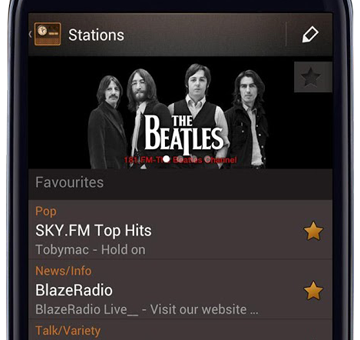 Stations
THE
BEATLES
181.FM-The Beatles Channel
Favourites
Pop
SKY.FM Top Hits
Tobymac - Hold on
News/Info
BlazeRadio
BlazeRadio Live__ - Visit our website ...
Talk/Variety